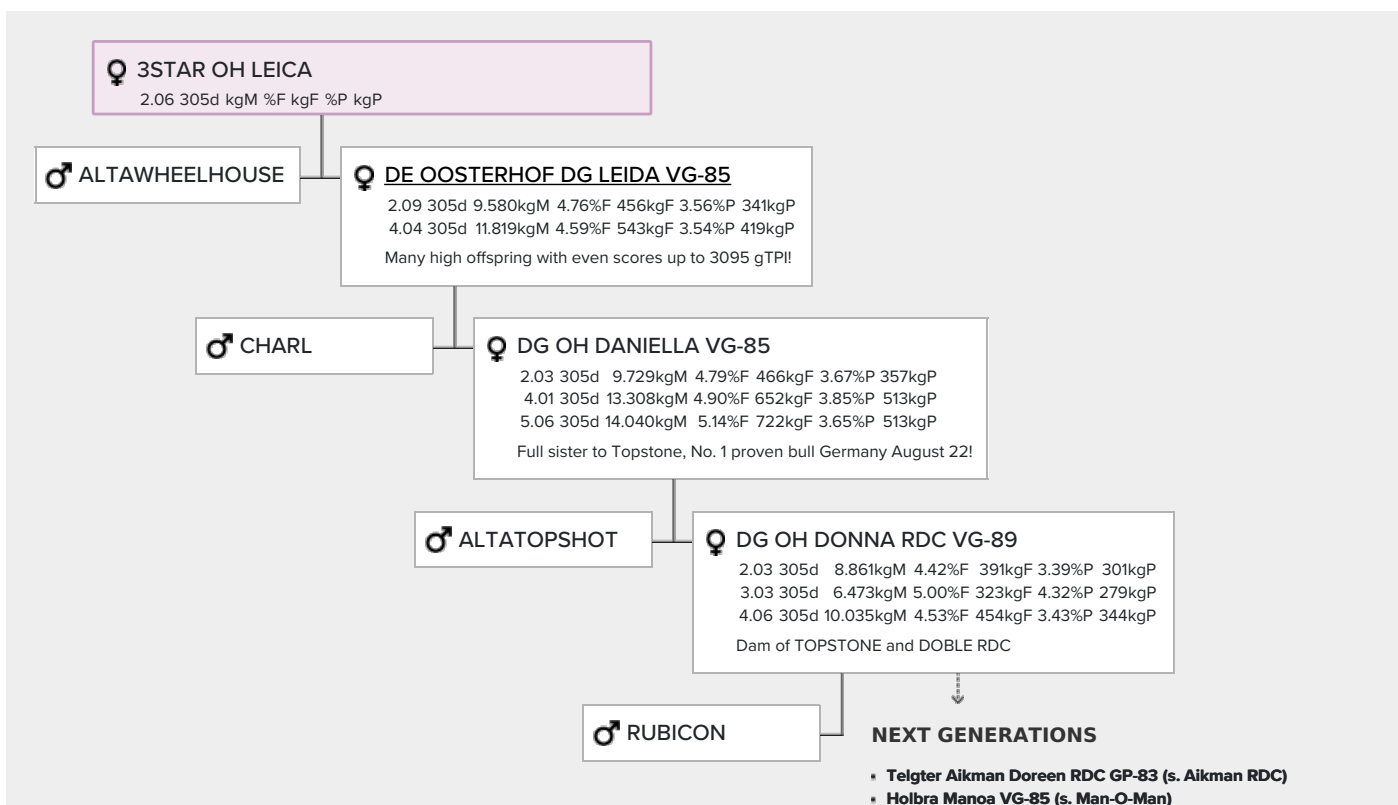 3STAR OH LEICA
2.06 305d kgM %F kgF %P kgP
ALTAWHEELHOUSE
DE OOSTERHOF DG LEIDA VG-85
2.09 305d 9.580kgM 4.76%F 456kgF 3.56%P 341kgP
4.04 305d 11.819kgM 4.59%F 543kgF 3.54%P 419kgP
Many high offspring with even scores up to 3095 gTPI!
CHARL
DG OH DANIELLA VG-85
2.03 305d 9.729kgM 4.79%F 466kgF 3.67%P 357kgP
4.01 305d 13.308kgM 4.90%F 652kgF 3.85%P 513kgP
5.06 305d 14.040kgM 5.14%F 722kgF 3.65%P 513kgP
Full sister to Topstone, No. 1 proven bull Germany August 22!
ALTATOPSHOT
DG OH DONNA RDC VG-89
2.03 305d 8.861kgM 4.42%F 391kgF 3.39%P 301kgP
3.03 305d 6.473kgM 5.00%F 323kgF 4.32%P 279kgP
4.06 305d 10.035kgM 4.53%F 454kgF 3.43%P 344kgP
Dam of TOPSTONE and DOBLE RDC
RUBICON
NEXT GENERATIONS
• Telgter Aikman Doreen RDC GP-83 (s. Aikman RDC)
• Holbra Manoa VG-85 (s. Man-O-Man)